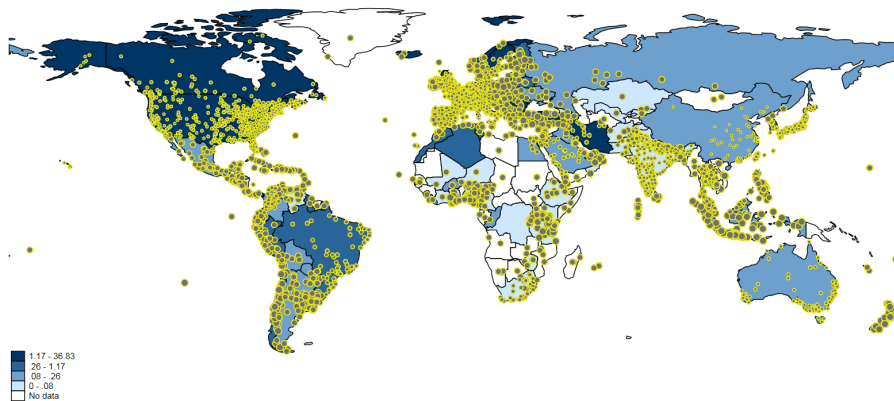 1.17 - 36.83
.26 - 1.17
.08 - .26
0 - .08
No data